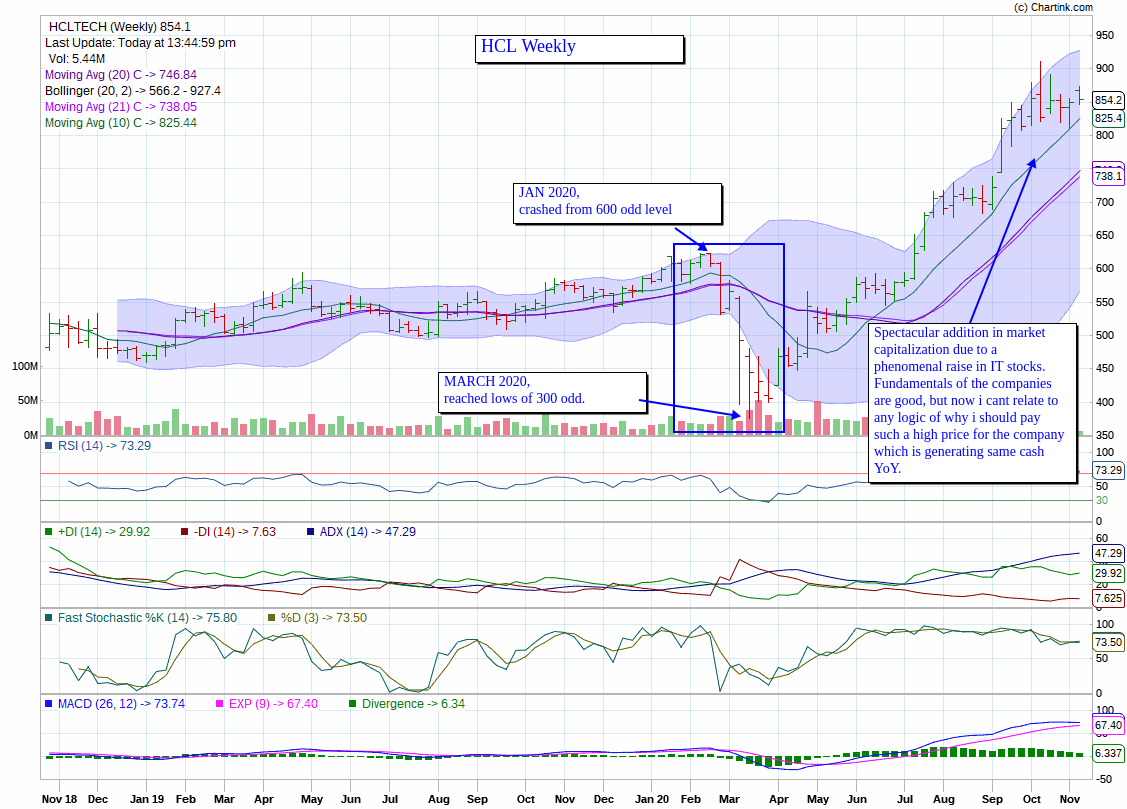 (c) Chartink.com
HCLTECH (Weekly) 854.1
Last Update: Today at 13:44:59 pm
Vol: 5.44M
Moving Avg (20) C -> 746.84
Bollinger (20, 2) -> 566.2 - 927.4
Moving Avg (21) C -> 738.05
Moving Avg (10) C -> 825.44
HCL Weekly
JAN 2020,
crashed from 600 odd level
MARCH 2020,
reached lows of 300 odd.
Spectacular addition in market
capitalization due to a
phenomenal raise in IT stocks.
Fundamentals of the companies
are good, but now i cant relate to
any logic of why i should pay
such a high price for the company
which is generating same cash
YoY.
950
900
854.2
825.4
800
738.1
700
650
600
550
500
450
400
350
100M
50M
0M
RSI (14) -> 73.29
100
73.29
50
30
0
+DI (14) -> 29.92 -DI (14) -> 7.63 ADX (14) -> 47.29
60
47.29
29.92
20
7.625
0
Fast Stochastic %K (14) -> 75.80 %D (3) -> 73.50
100
73.50
50
0
MACD (26, 12) -> 73.74 EXP (9) -> 67.40 Divergence -> 6.34
100
67.40
6.337
-50
Nov 18 Dec Jan 19 Feb Mar Apr May Jun Jul Aug Sep Oct Nov Dec Jan 20 Feb Mar Apr May Jun Jul Aug Sep Oct Nov